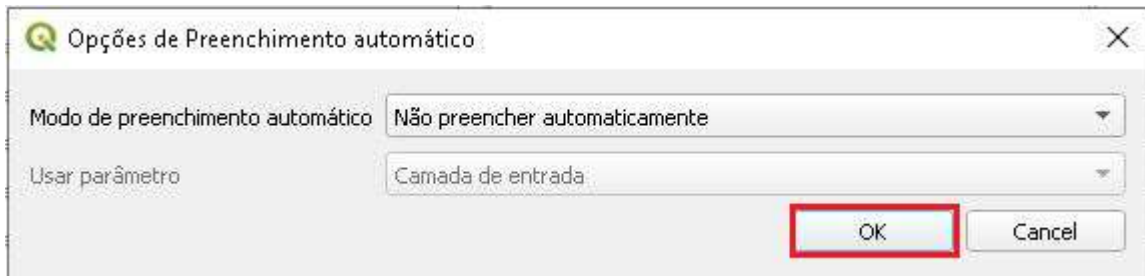 Opções de Preenchimento automático
Modo de preenchimento automático Não preencher automaticamente
Usar parâmetro Camada de entrada
OK Cancel